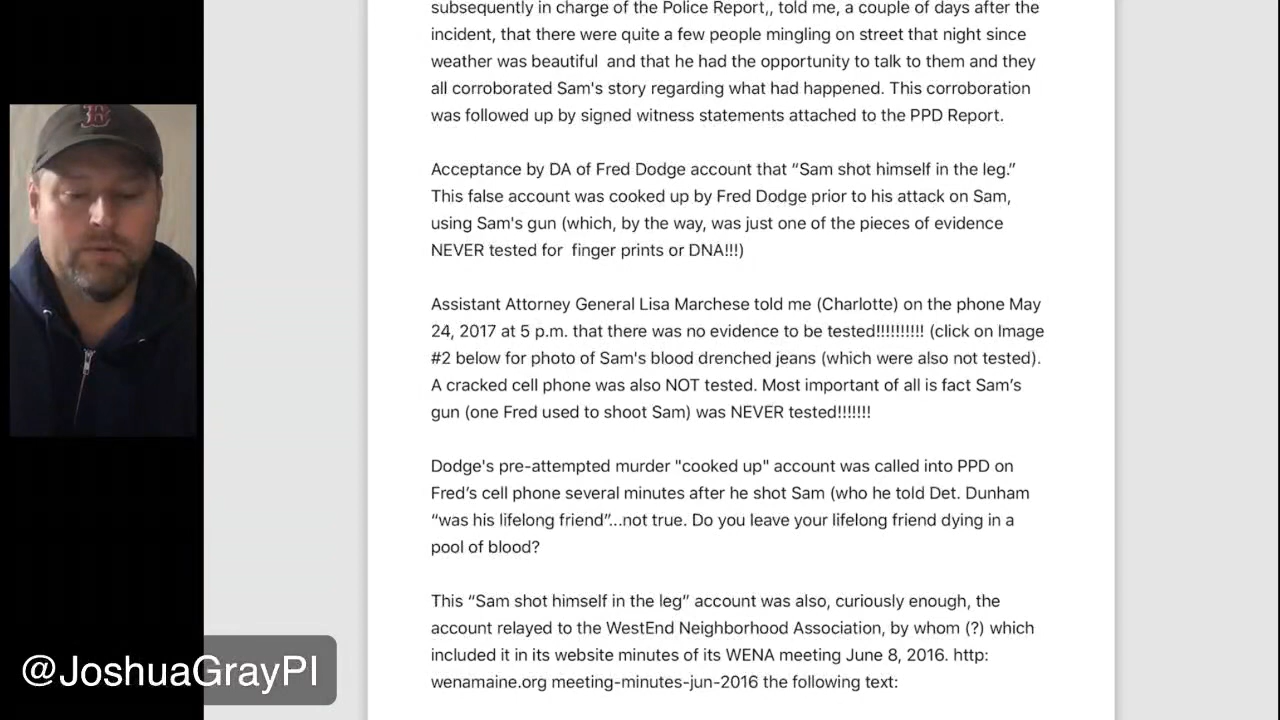 subsequently in charge of the Police Report,, told me, a couple of days after the
incident, that there were quite a few people mingling on street that night since
weather was beautiful  and that he had the opportunity to talk to them and they
all corroborated Sam's story regarding what had happened. This corroboration
was followed up by signed witness statements attached to the PPD Report.
Acceptance by DA of Fred Dodge account that “Sam shot himself in the leg.”
This false account was cooked up by Fred Dodge prior to his attack on Sam,
using Sam's gun (which, by the way, was just one of the pieces of evidence
NEVER tested for  finger prints or DNA!!!)
Assistant Attorney General Lisa Marchese told me (Charlotte) on the phone May
24, 2017 at 5 p.m. that there was no evidence to be tested!!!!!!!!!! (click on Image
#2 below for photo of Sam's blood drenched jeans (which were also not tested).
A cracked cell phone was also NOT tested. Most important of all is fact Sam’s
gun (one Fred used to shoot Sam) was NEVER tested!!!!!!!
Dodge's pre-attempted murder "cooked up" account was called into PPD on
Fred’s cell phone several minutes after he shot Sam (who he told Det. Dunham
“was his lifelong friend”...not true. Do you leave your lifelong friend dying in a
pool of blood?
This “Sam shot himself in the leg” account was also, curiously enough, the
account relayed to the WestEnd Neighborhood Association, by whom (?) which
included it in its website minutes of its WENA meeting June 8, 2016. http:
wenamaine.org meeting-minutes-jun-2016 the following text:
B
@JoshuaGrayPI